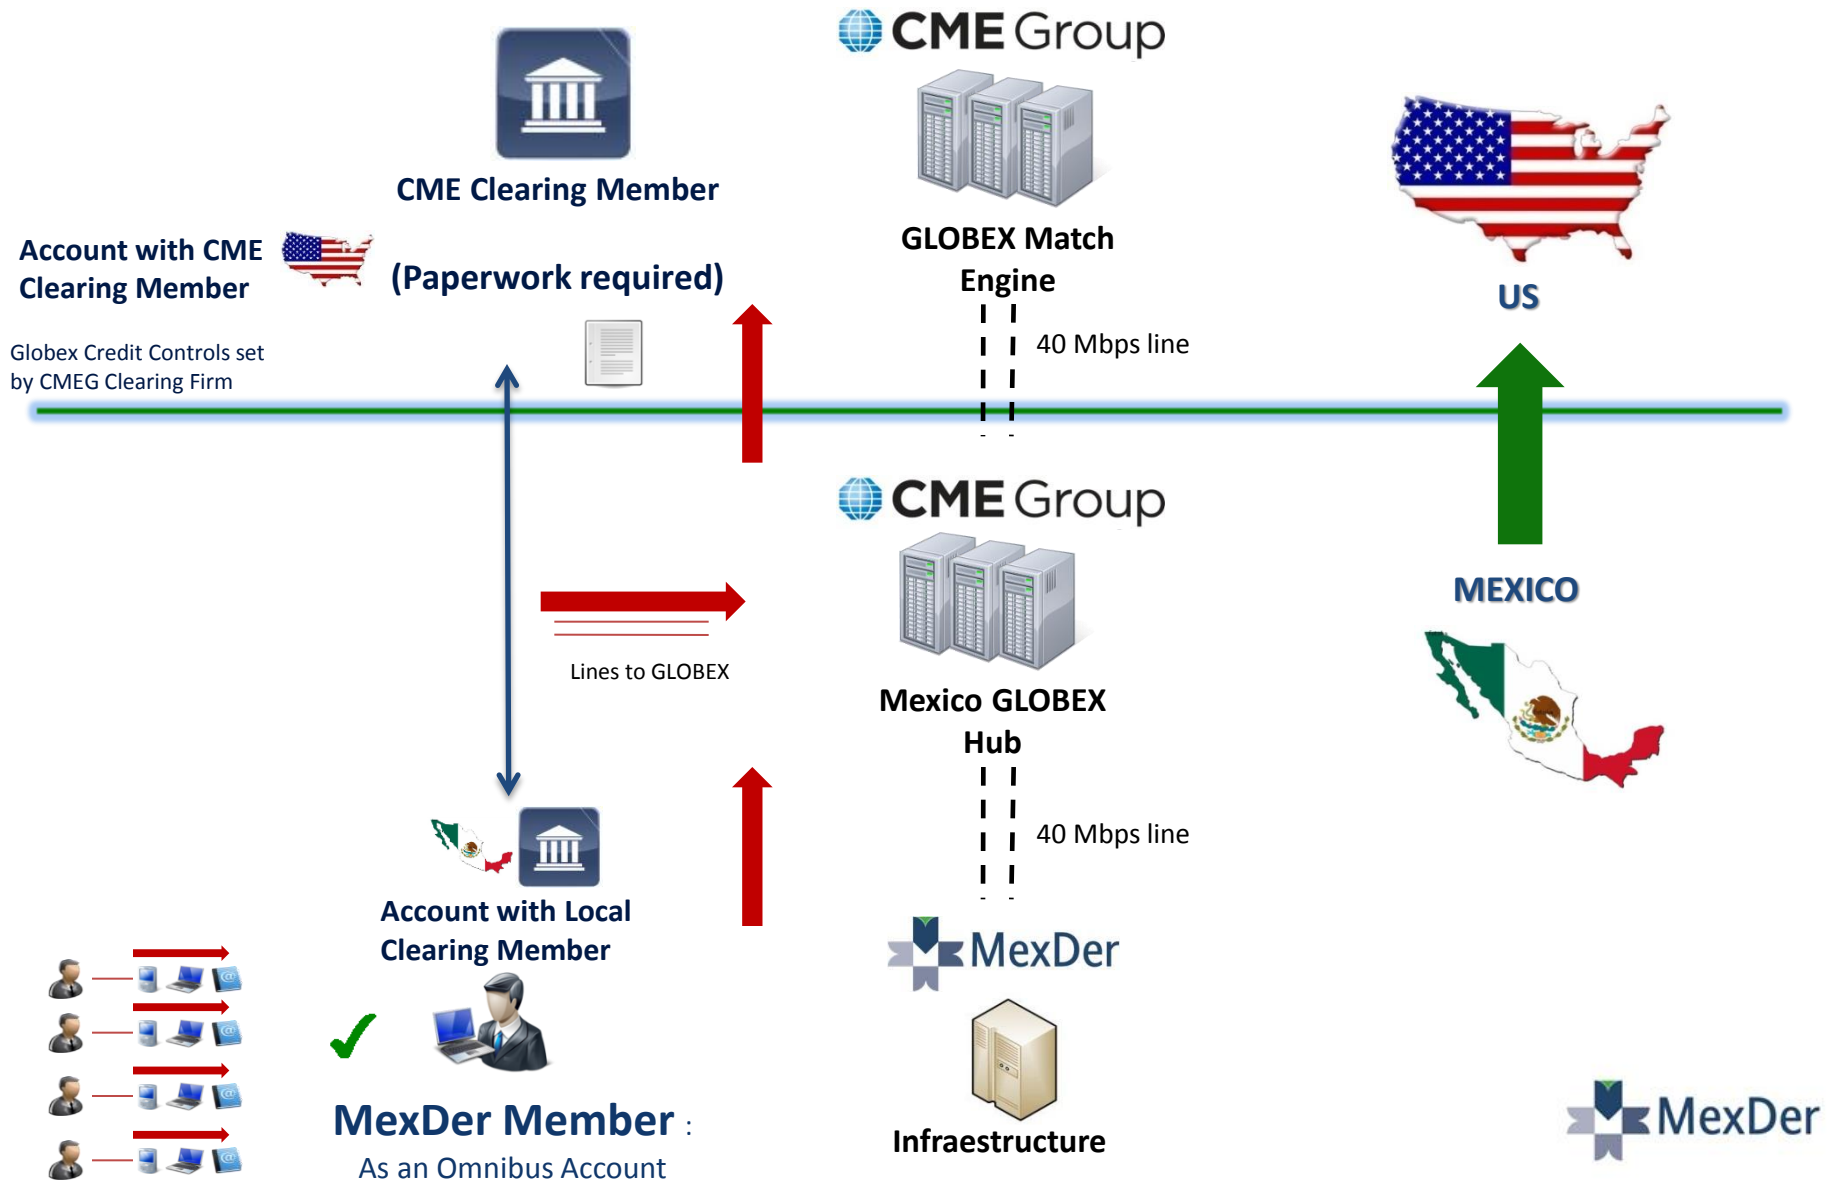 CME Group
CME Clearing Member
GLOBEX Match
Engine
Account with CME
Clearing Member
(Paperwork required)
US
40 Mbps line
Globex Credit Controls set
by CMEG Clearing Firm
CME Group
MEXICO
Lines to GLOBEX
Mexico GLOBEX
Hub
40 Mbps line
Account with Local
Clearing Member
MexDer
MexDer Member :
As an Omnibus Account
Infraestructure
MexDer